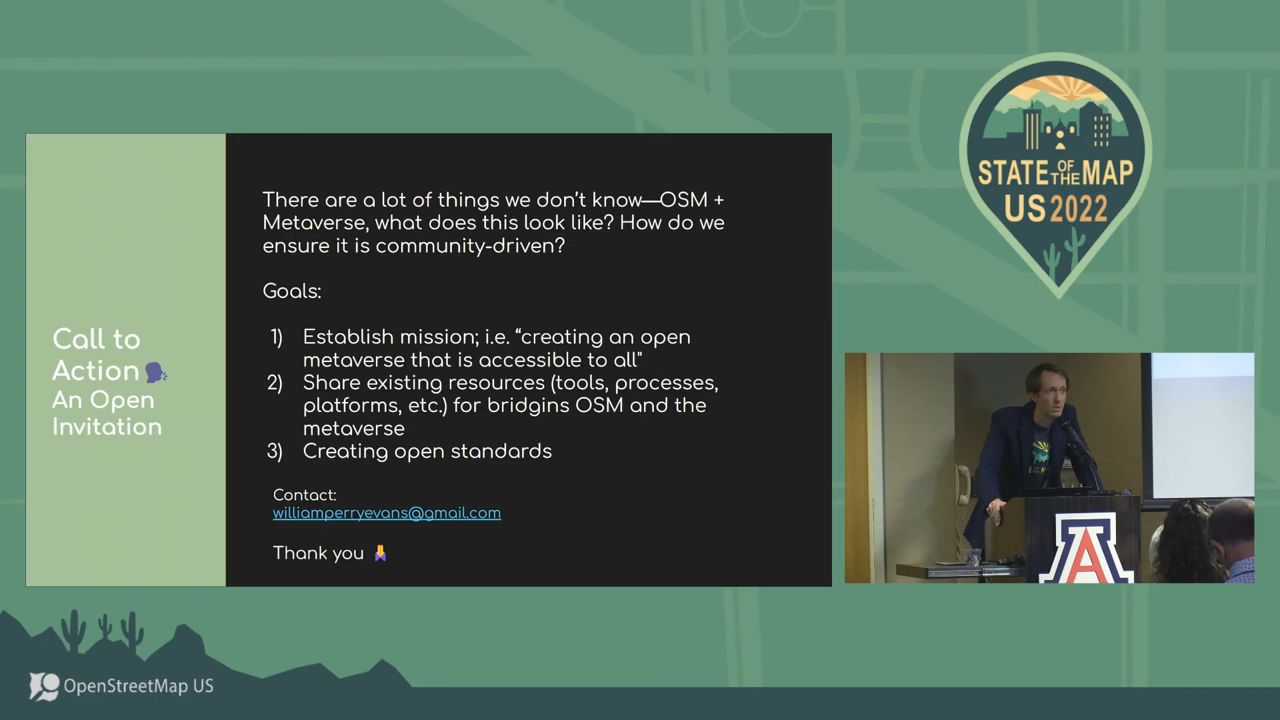 There are a lot of things we don't know—OSM +
Metaverse, what does this look like? How do we
ensure it is community-driven?
Goals:
1) Establish mission; i.e. “creating an open
metaverse that is accessible to all"
2) Share existing resources (tools, processes,
platforms, etc.) for bridgins OSM and the
metaverse
3) Creating open standards
Contact:
williamperryevans@gmail.com
Thank you
Call to
Action
An Open
Invitation
STATE OF THE MAP
US 2022
A
OpenStreetMap US